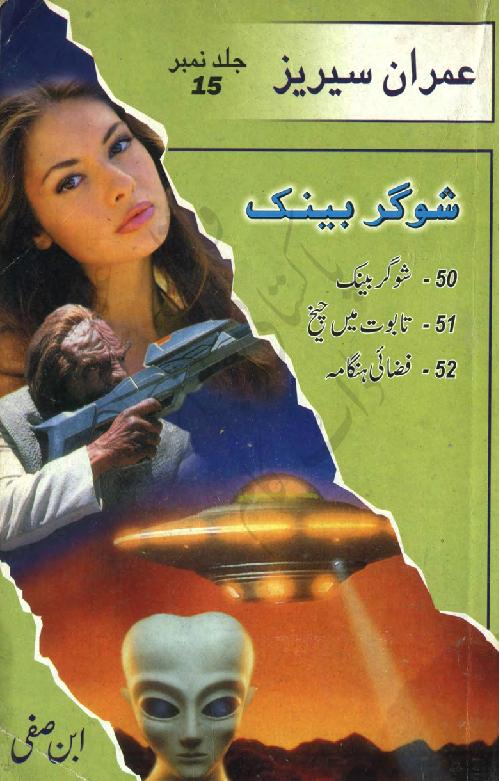 عمران سیریز
جلد نمبر
15
شوگر بینک
50 - شوگر بینک
51 - تابوت میں چیخ
52 - فضائی ہنگامہ
ابن صفی